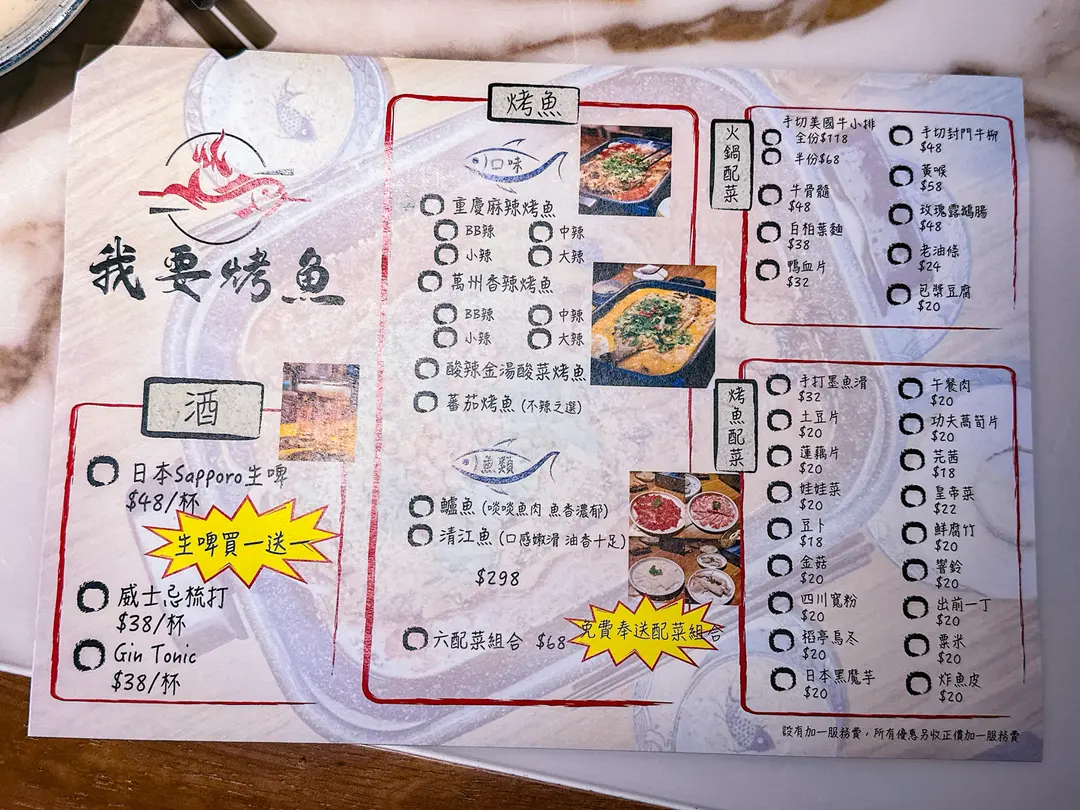 我要烤魚
酒
日本Sapporo生啤
$48/杯
生啤買一送一
威士忌梳打
$38/杯
Gin Tonic
$38/杯
烤魚
口味
重慶麻辣烤魚
BB辣 中辣
小辣 大辣
萬州香辣烤魚
BB辣 中辣
小辣 大辣
酸辣金湯酸菜烤魚
蕃茄烤魚 (不辣之選)
魚類
鱸魚 (啖啖魚肉 魚香濃郁)
清江魚 (口感嫩滑 油香十足)
$298
六配菜組合 $68
免費奉送配菜組合
火鍋配菜
手切美國牛小排
全份$118
半份$68
牛骨髓
$48
日柏葉麵
$38
鴨血片
$32
手切封門牛柳
$48
黃喉
$58
玫瑰露鵝腸
$48
老油條
$24
包漿豆腐
$20
烤魚配菜
手打墨魚滑
$32
土豆片
$20
蓮藕片
$20
娃娃菜
$20
豆卜
$18
金菇
$20
四川寬粉
$20
稻亭烏冬
$20
日本黑魔芋
$20
午餐肉
$20
功夫萵筍片
$20
芫茜
$18
皇帝菜
$22
鮮腐竹
$20
響鈴
$20
出前一丁
$20
粟米
$20
炸魚皮
$20
設有加一服務費，所有優惠另收正價加一服務費